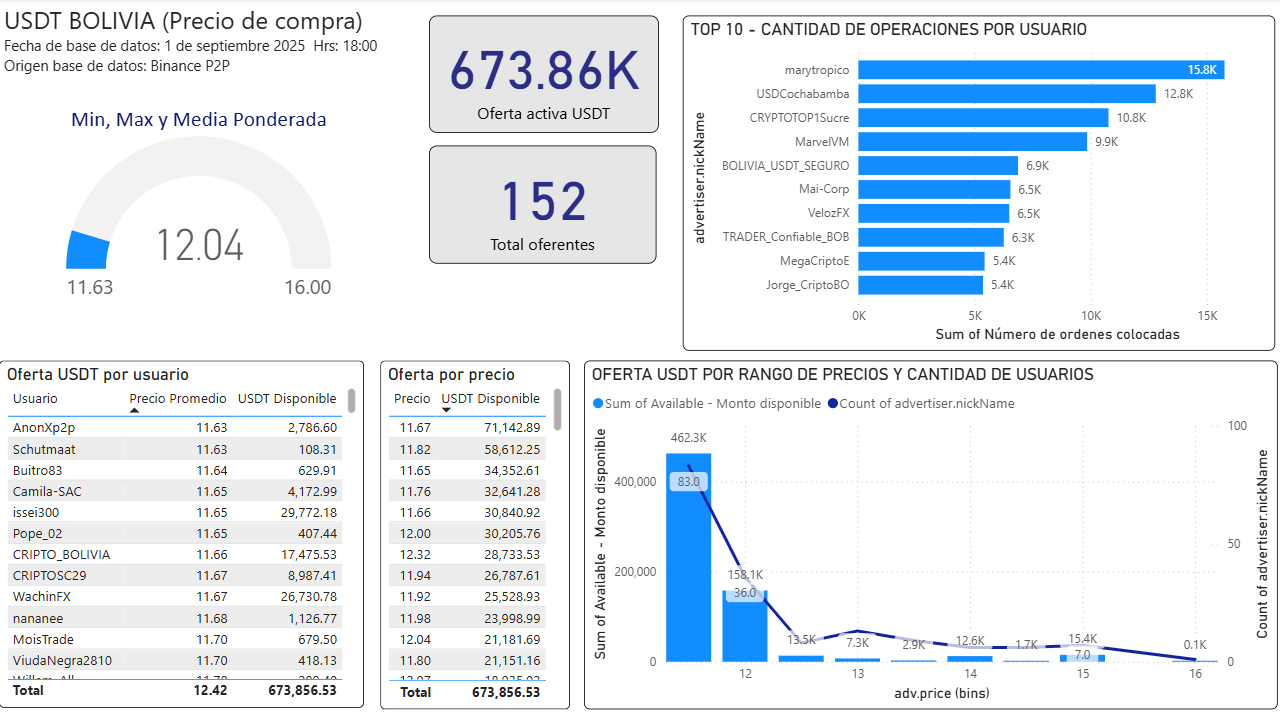 USDT BOLIVIA (Precio de compra)
Fecha de base de datos: 1 de septiembre 2025 Hrs: 18:00
Origen base de datos: Binance P2P
Min, Max y Media Ponderada
12.04
11.63
16.00
673.86K
Oferta activa USDT
152
Total oferentes
TOP 10 - CANTIDAD DE OPERACIONES POR USUARIO
advertiser.nickName
marytropico 15.8K
USDCochabamba 12.8K
CRYPTOTOP1Sucre 10.8K
MarvelVM 9.9K
BOLIVIA_USDT_SEGURO 6.9K
Mai-Corp 6.5K
VelozFX 6.5K
TRADER_Confiable_BOB 6.3K
MegaCriptoE 5.4K
Jorge_CriptoBO 5.4K
0K 5K 10K 15K
Sum of Número de ordenes colocadas
Oferta USDT por usuario
Usuario Precio Promedio USDT Disponible
AnonXp2p 11.63 2,786.60
Schutmaat 11.63 108.31
Buitro83 11.64 629.91
Camila-SAC 11.65 4,172.99
issei300 11.65 29,772.18
Pope_02 11.65 407.44
CRIPTO_BOLIVIA 11.66 17,475.53
CRIPTOSC29 11.67 8,987.41
WachinFX 11.67 26,730.78
nananee 11.68 1,126.77
MoisTrade 11.70 679.50
ViudaNegra2810 11.70 418.13
Total 12.42 673,856.53
Oferta por precio
Precio USDT Disponible
11.67 71,142.89
11.82 58,612.25
11.65 34,352.61
11.76 32,641.28
11.66 30,840.92
12.00 30,205.76
12.32 28,733.53
11.94 26,787.61
11.92 25,528.93
11.98 23,998.99
12.04 21,181.69
11.80 21,151.16
Total 673,856.53
OFERTA USDT POR RANGO DE PRECIOS Y CANTIDAD DE USUARIOS
Sum of Available - Monto disponible Count of advertiser.nickName
Sum of Available - Monto disponible
400,000
200,000
0
462.3K
83.0
158.1K
36.0
13.5K
7.3K
2.9K
12.6K
1.7K
15.4K
7.0
0.1K
100
50
0
Count of advertiser.nickName
12 13 14 15 16
adv.price (bins)